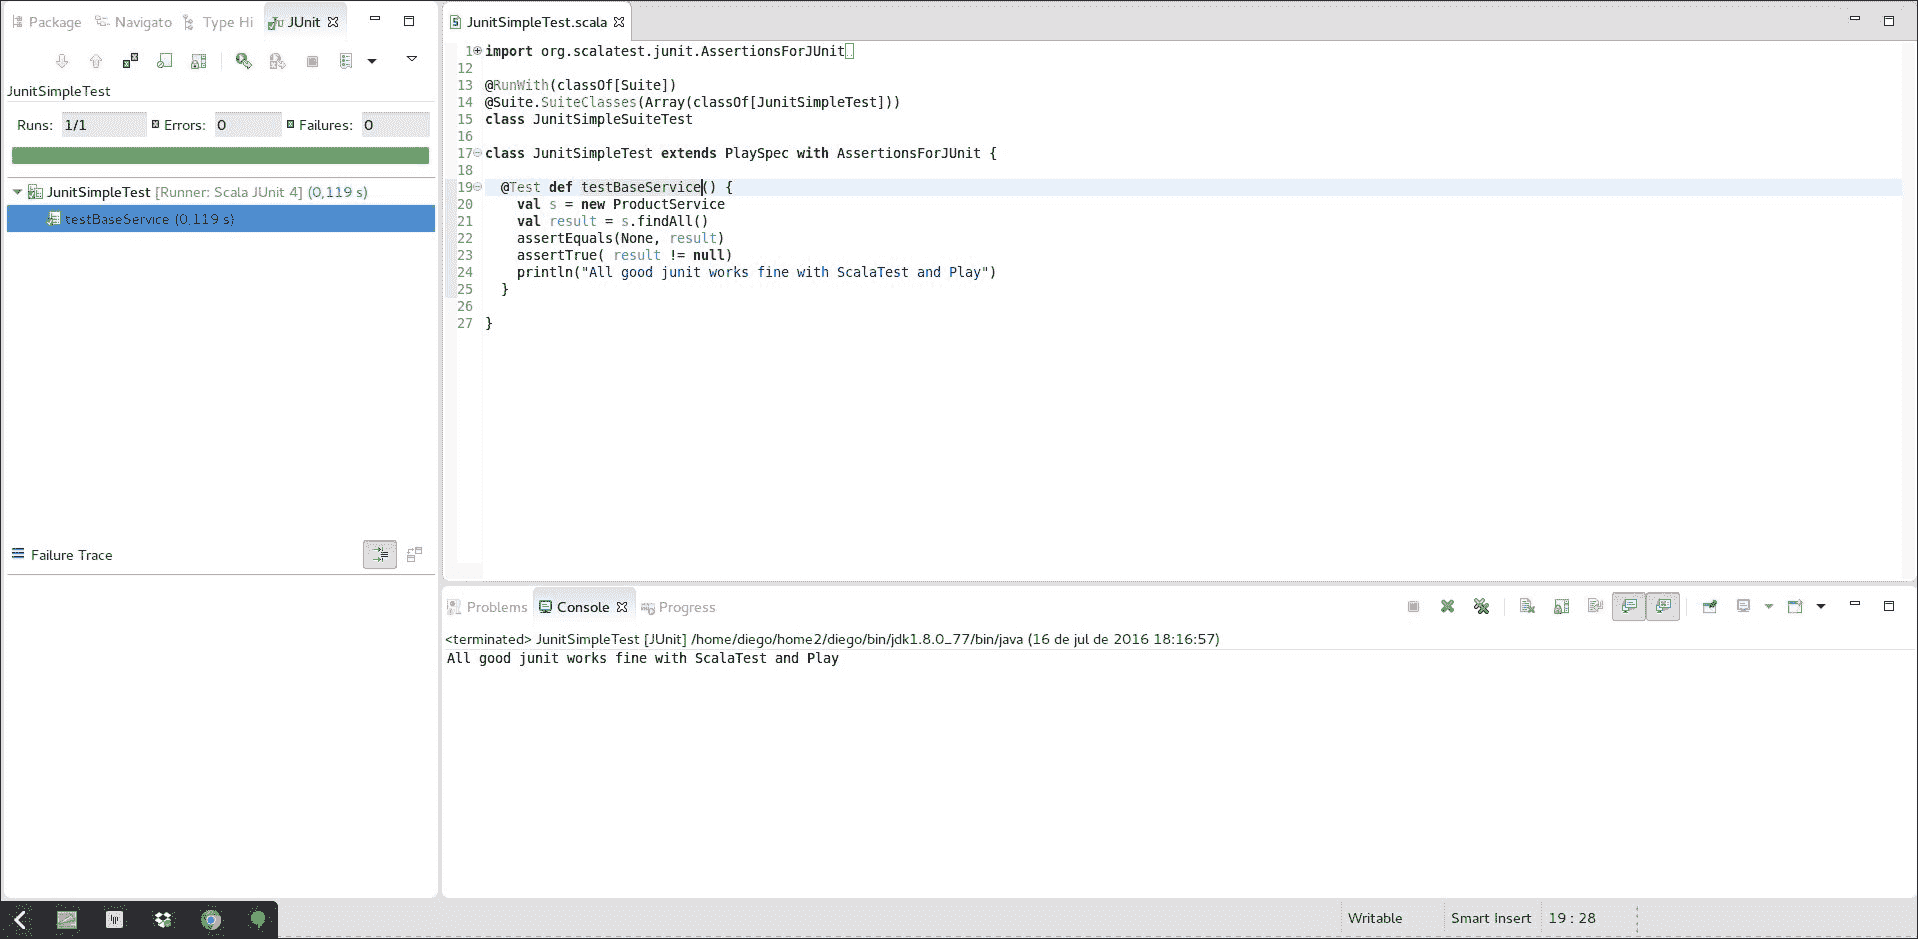 Package Navigato Type Hi JUnit
JunitSimpleTest
Runs: 1/1 Errors: 0 Failures: 0
JunitSimpleTest [Runner: Scala JUnit 4] (0,119 s)
testBaseService (0,119 s)
Failure Trace
JunitSimpleTest.scala
1 import org.scalatest.junit.AssertionsForJUnit
12
13 @RunWith(classOf[Suite])
14 @Suite.SuiteClasses(Array(classOf[JunitSimpleTest]))
15 class JunitSimpleSuiteTest
16
17 class JunitSimpleTest extends PlaySpec with AssertionsForJUnit {
18
19 @Test def testBaseService() {
20 val s = new ProductService
21 val result = s.findAll()
22 assertEquals(None, result)
23 assertTrue( result != null)
24 println("All good junit works fine with ScalaTest and Play")
25 }
26
27 }
Problems Console Progress
<terminated> JunitSimpleTest [JUnit] /home/diego/home2/diego/bin/jdk1.8.0_77/bin/java (16 de jul de 2016 18:16:57)
All good junit works fine with ScalaTest and Play
Writable Smart Insert 19 : 28